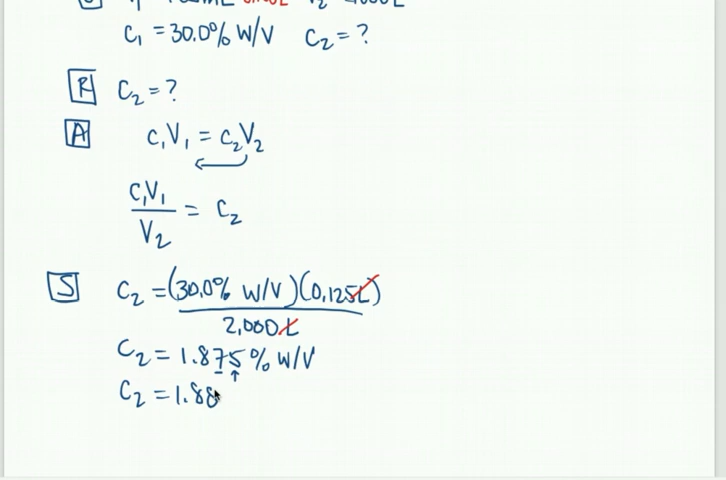 C₁ = 30.0% W/V C₂ = ?
R C₂ = ?
A C₁V₁ = C₂V₂
C₁V₁
= C₂
V₂
S C₂ = (30.0% W/V)(0.125L)
2.000L
C₂ = 1.875% W/V
C₂ = 1.88